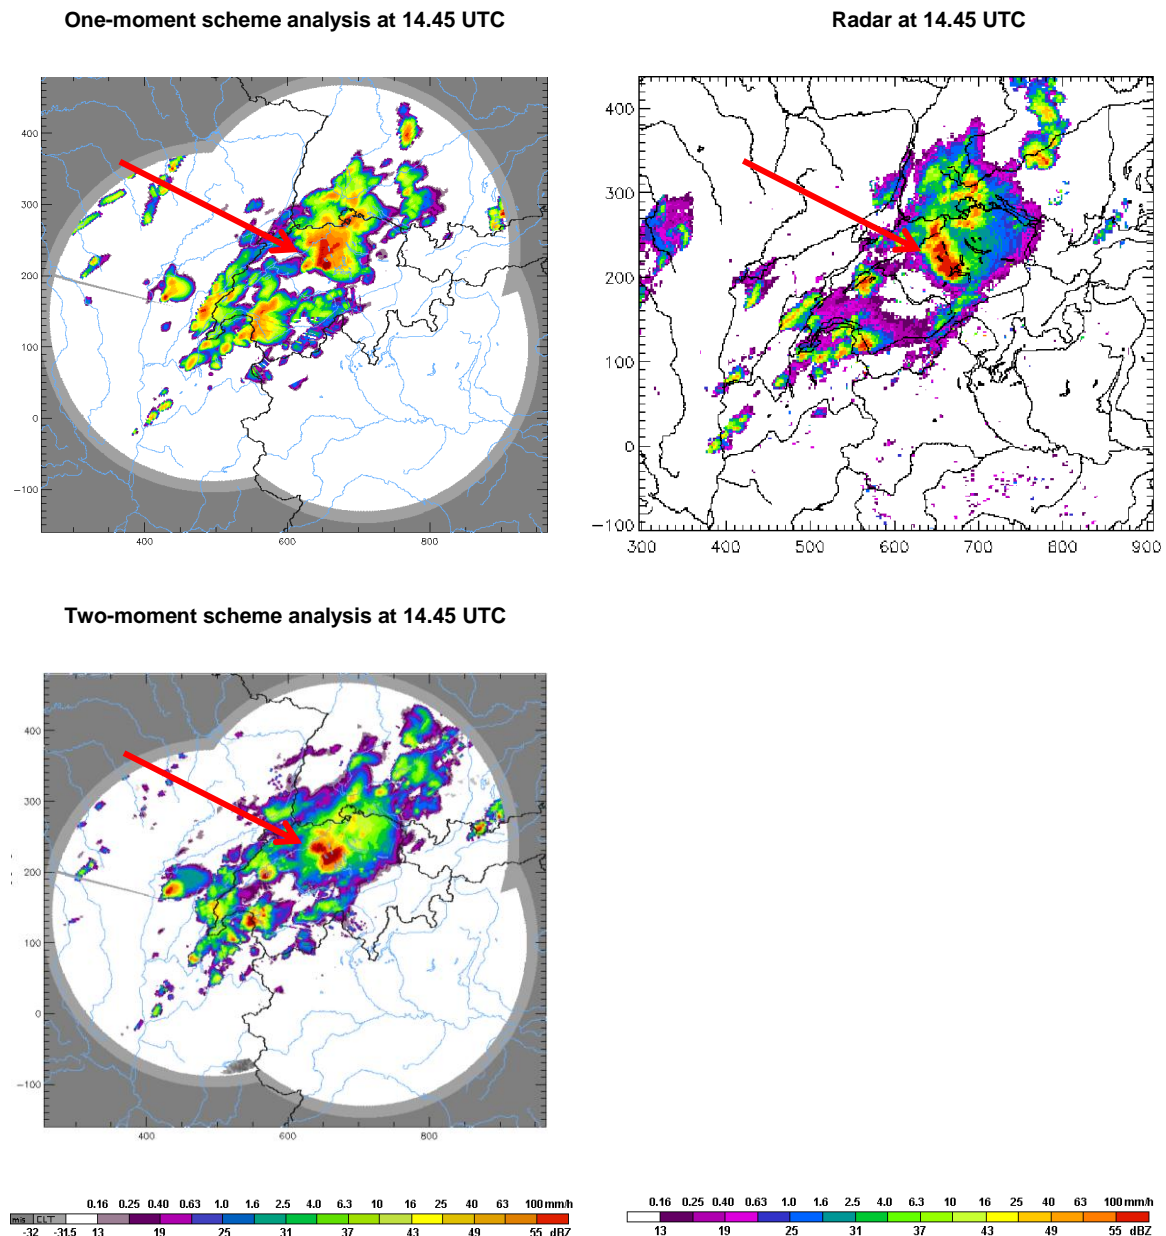 One-moment scheme analysis at 14.45 UTC
Radar at 14.45 UTC
400
300
200
100
0
−100
400 600 800
400
300
200
100
0
−100
300 400 500 600 700 800 900
Two-moment scheme analysis at 14.45 UTC
400
300
200
100
0
−100
400 600 800
0.16 0.25 0.40 0.63 1.0 1.6 2.5 4.0 6.3 10 16 25 40 63 100 mm/h
mis CLT
-32 -31.5 13 19 25 31 37 43 49 55 dBZ
0.16 0.25 0.40 0.63 1.0 1.6 2.5 4.0 6.3 10 16 25 40 63 100 mm/h
13 19 25 31 37 43 49 55 dBZ